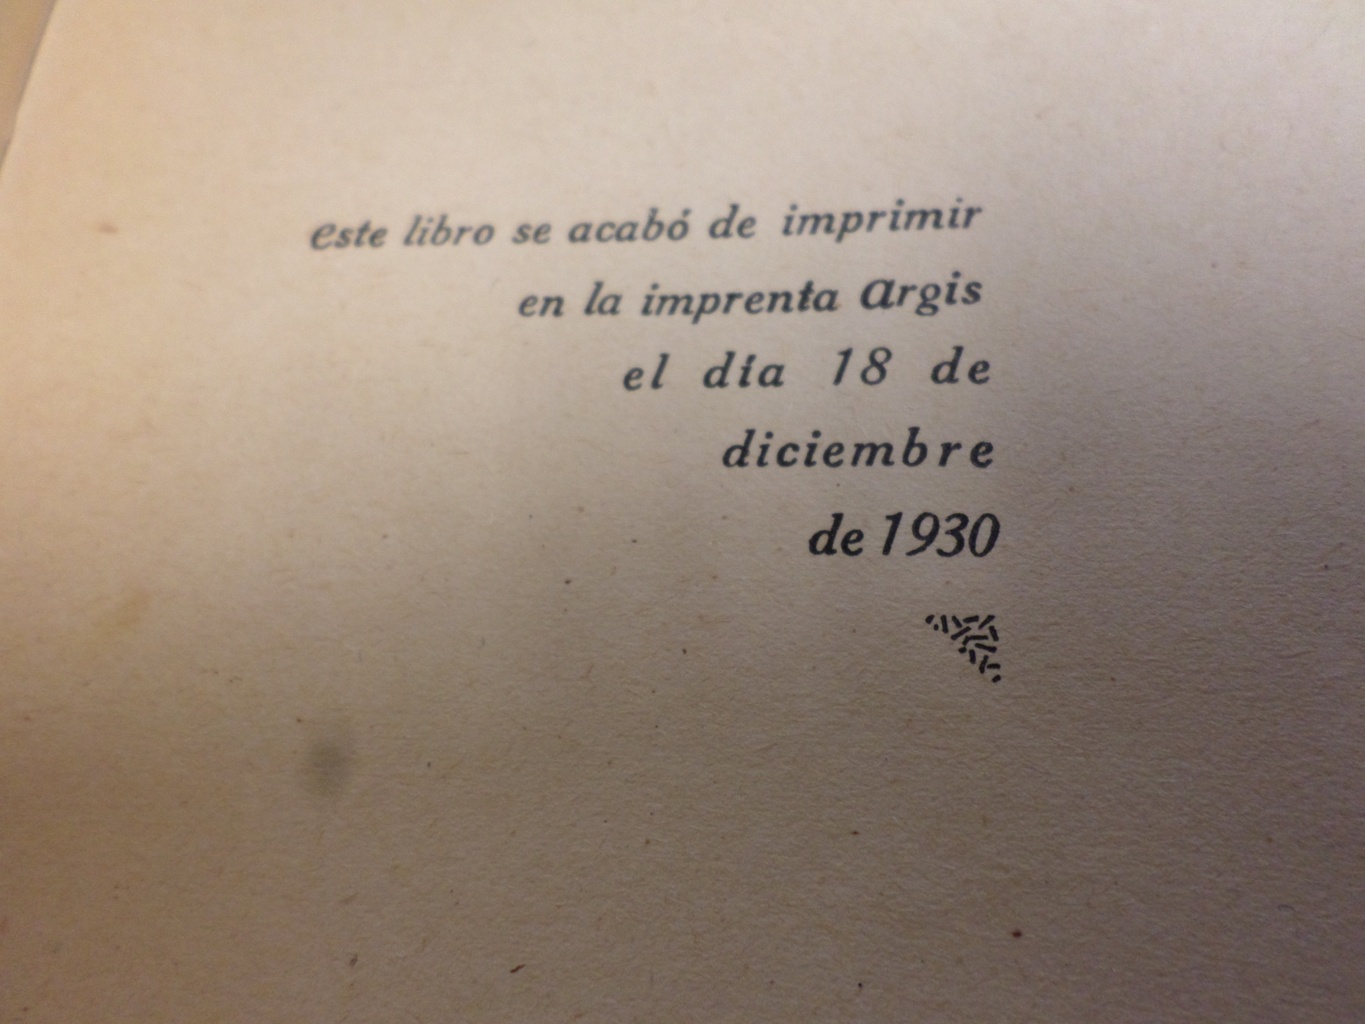 este libro se acabó de imprimir
en la imprenta argis
el día 18 de
diciembre
de 1930